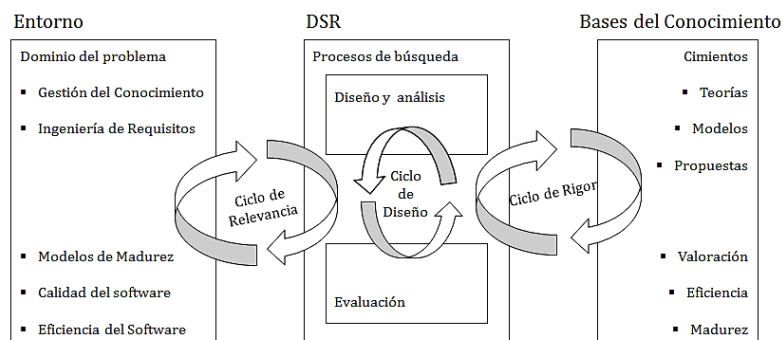 Entorno
DSR
Bases del Conocimiento
Dominio del problema
▪ Gestión del Conocimiento
▪ Ingeniería de Requisitos
▪ Modelos de Madurez
▪ Calidad del software
▪ Eficiencia del Software
Ciclo de
Relevancia
Procesos de búsqueda
Diseño y análisis
Ciclo
de
Diseño
Evaluación
Ciclo de Rigor
Cimientos
▪ Teorías
▪ Modelos
▪ Propuestas
▪ Valoración
▪ Eficiencia
▪ Madurez